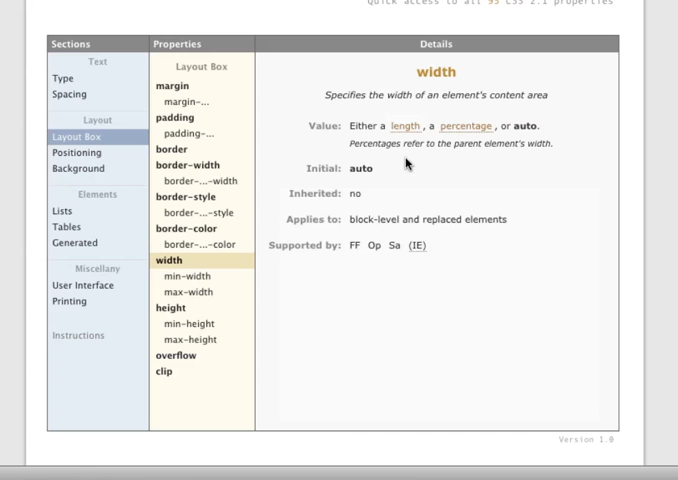 Quick access to all 95 CSS 2.1 properties
Sections
Properties
Details
Text
Type
Spacing
Layout
Layout Box
Positioning
Background
Elements
Lists
Tables
Generated
Miscellany
User Interface
Printing
Instructions
Layout Box
margin
margin-...
padding
padding-...
border
border-width
border-...-width
border-style
border-...-style
border-color
border-...-color
width
min-width
max-width
height
min-height
max-height
overflow
clip
width
Specifies the width of an element's content area
Value: Either a length, a percentage, or auto.
Percentages refer to the parent element's width.
Initial: auto
Inherited: no
Applies to: block-level and replaced elements
Supported by: FF Op Sa (IE)
Version 1.0